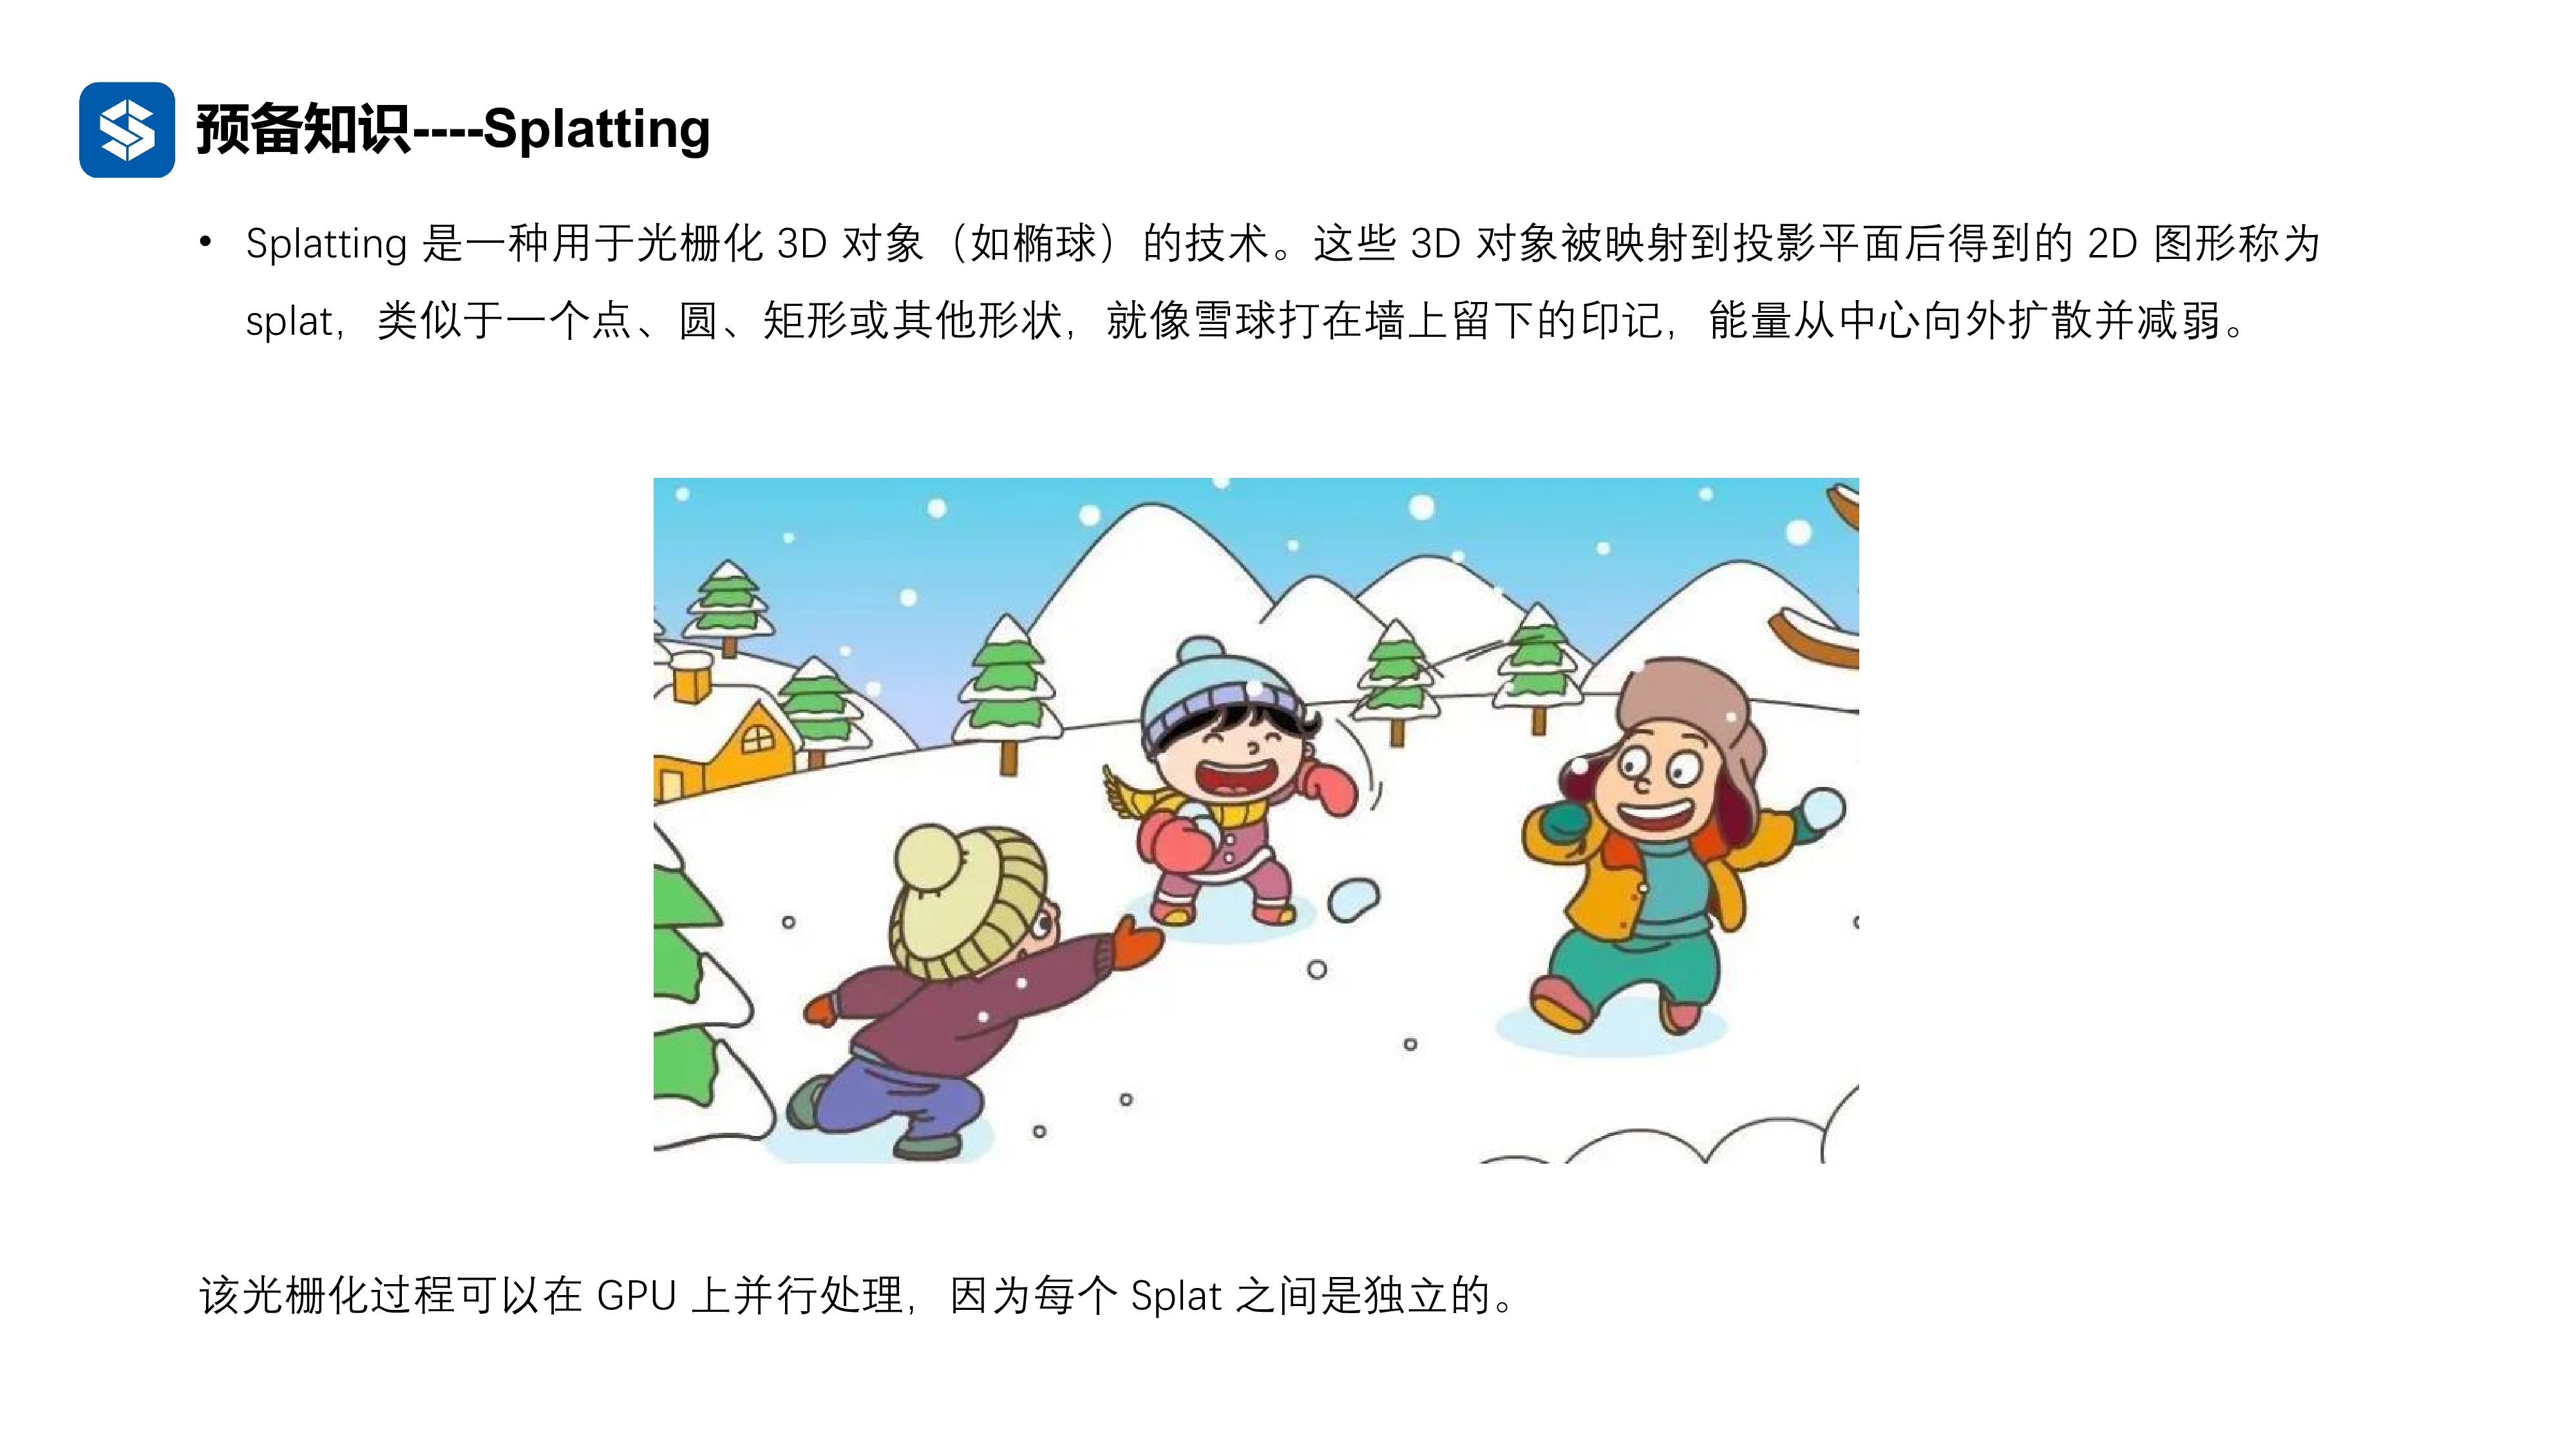 预备知识----Splatting
• Splatting 是一种用于光栅化 3D 对象（如椭球）的技术。这些 3D 对象被映射到投影平面后得到的 2D 图形称为
splat，类似于一个点、圆、矩形或其他形状，就像雪球打在墙上留下的印记，能量从中心向外扩散并减弱。
该光栅化过程可以在 GPU 上并行处理，因为每个 Splat 之间是独立的。